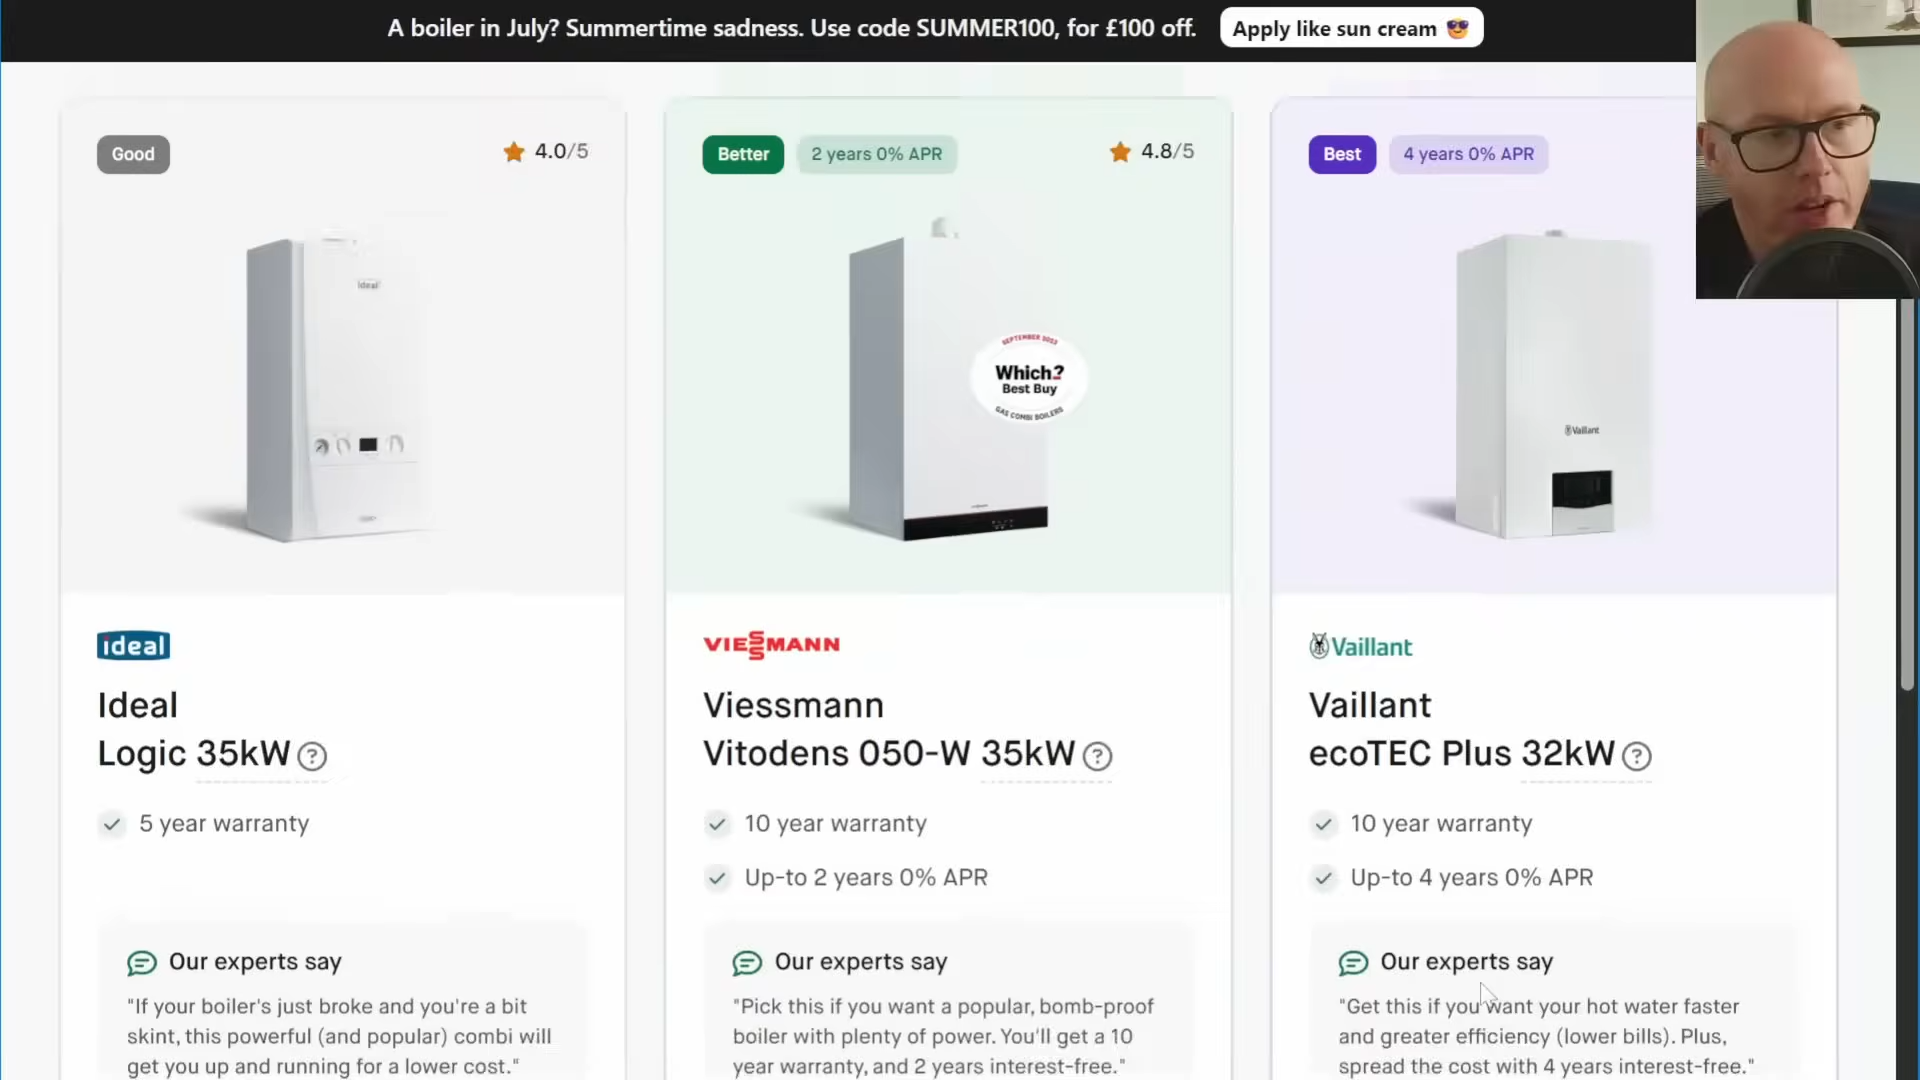 A boiler in July? Summertime sadness. Use code SUMMER100, for £100 off.
Apply like sun cream
Good
4.0/5
ideal
ideal
Ideal
Logic 35kW ?
5 year warranty
Our experts say
"If your boiler's just broke and you're a bit
skint, this powerful (and popular) combi will
get you up and running for a lower cost."
Better
2 years 0% APR
4.8/5
SEPTEMBER 2023
Which?
Best Buy
GAS COMBI BOILERS
VIESSMANN
Viessmann
Vitodens 050-W 35kW ?
10 year warranty
Up-to 2 years 0% APR
Our experts say
"Pick this if you want a popular, bomb-proof
boiler with plenty of power. You'll get a 10
year warranty, and 2 years interest-free."
Best
4 years 0% APR
Vaillant
Vaillant
Vaillant
ecoTEC Plus 32kW ?
10 year warranty
Up-to 4 years 0% APR
Our experts say
"Get this if you want your hot water faster
and greater efficiency (lower bills). Plus,
spread the cost with 4 years interest-free."